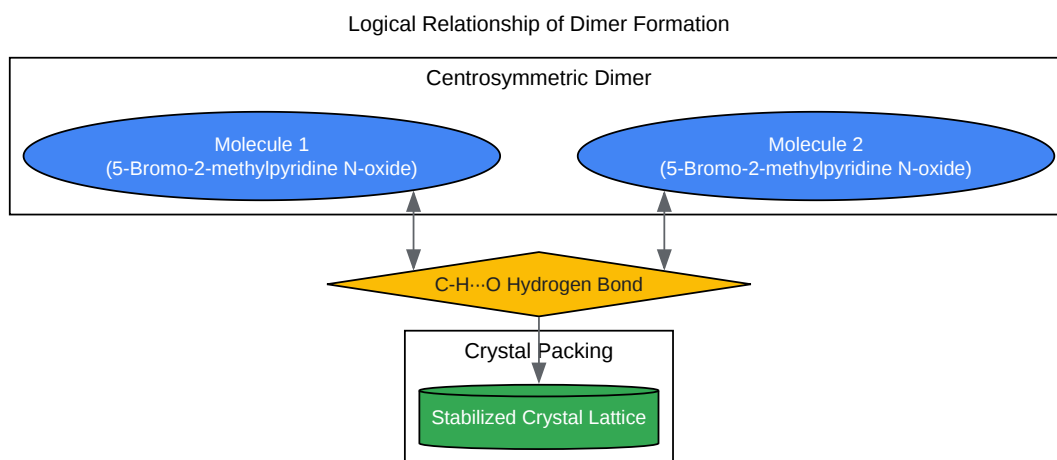 Logical Relationship of Dimer Formation
Centrosymmetric Dimer
Molecule 1
(5-Bromo-2-methylpyridine N-oxide)
Molecule 2
(5-Bromo-2-methylpyridine N-oxide)
C-H···O Hydrogen Bond
Crystal Packing
Stabilized Crystal Lattice